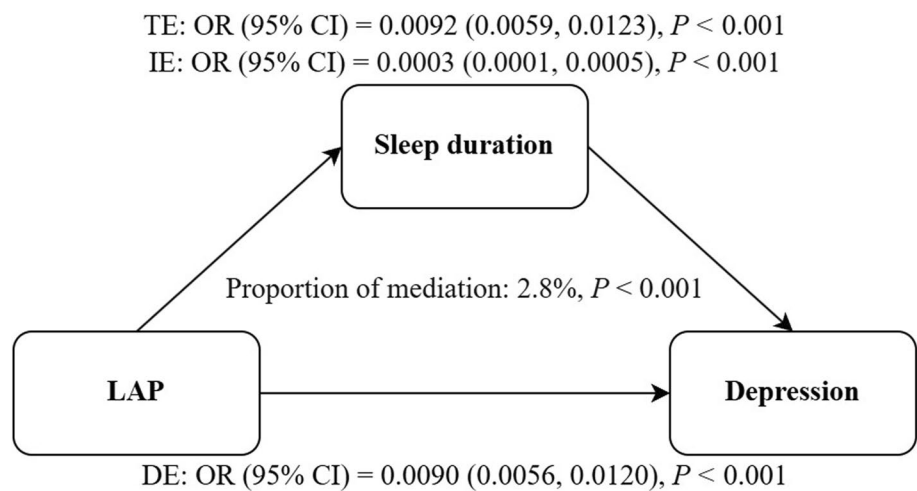 TE: OR (95% CI) = 0.0092 (0.0059, 0.0123), P < 0.001
IE: OR (95% CI) = 0.0003 (0.0001, 0.0005), P < 0.001
Sleep duration
Proportion of mediation: 2.8%, P < 0.001
LAP
Depression
DE: OR (95% CI) = 0.0090 (0.0056, 0.0120), P < 0.001